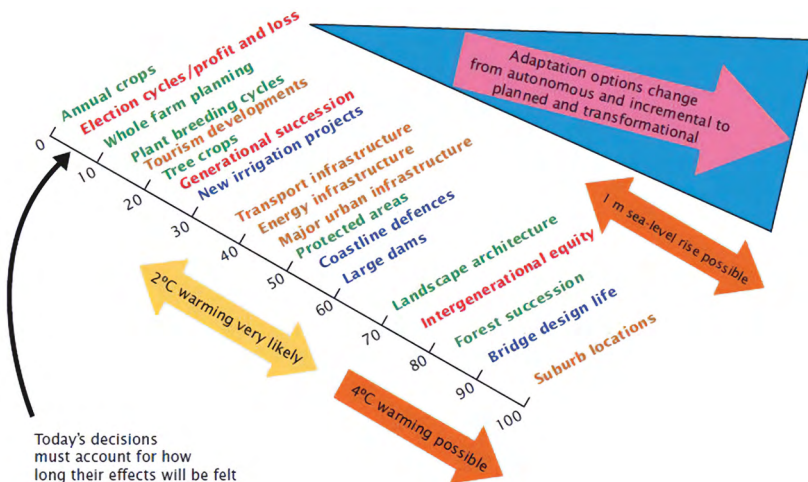 Adaptation options change
from autonomous and incremental to
planned and transformational
Annual crops
Election cycles/profit and loss
Whole farm planning
Plant breeding cycles
Tourism developments
Tree crops
Generational succession
New irrigation projects
Transport infrastructure
Energy infrastructure
Major urban infrastructure
Protected areas
Coastline defences
Large dams
Landscape architecture
Intergenerational equity
Forest succession
Bridge design life
Suburb locations
0
10
20
30
40
50
60
70
80
90
100
1 m sea-level rise possible
2ºC warming very likely
4ºC warming possible
Today's decisions
must account for how
long their effects will be felt